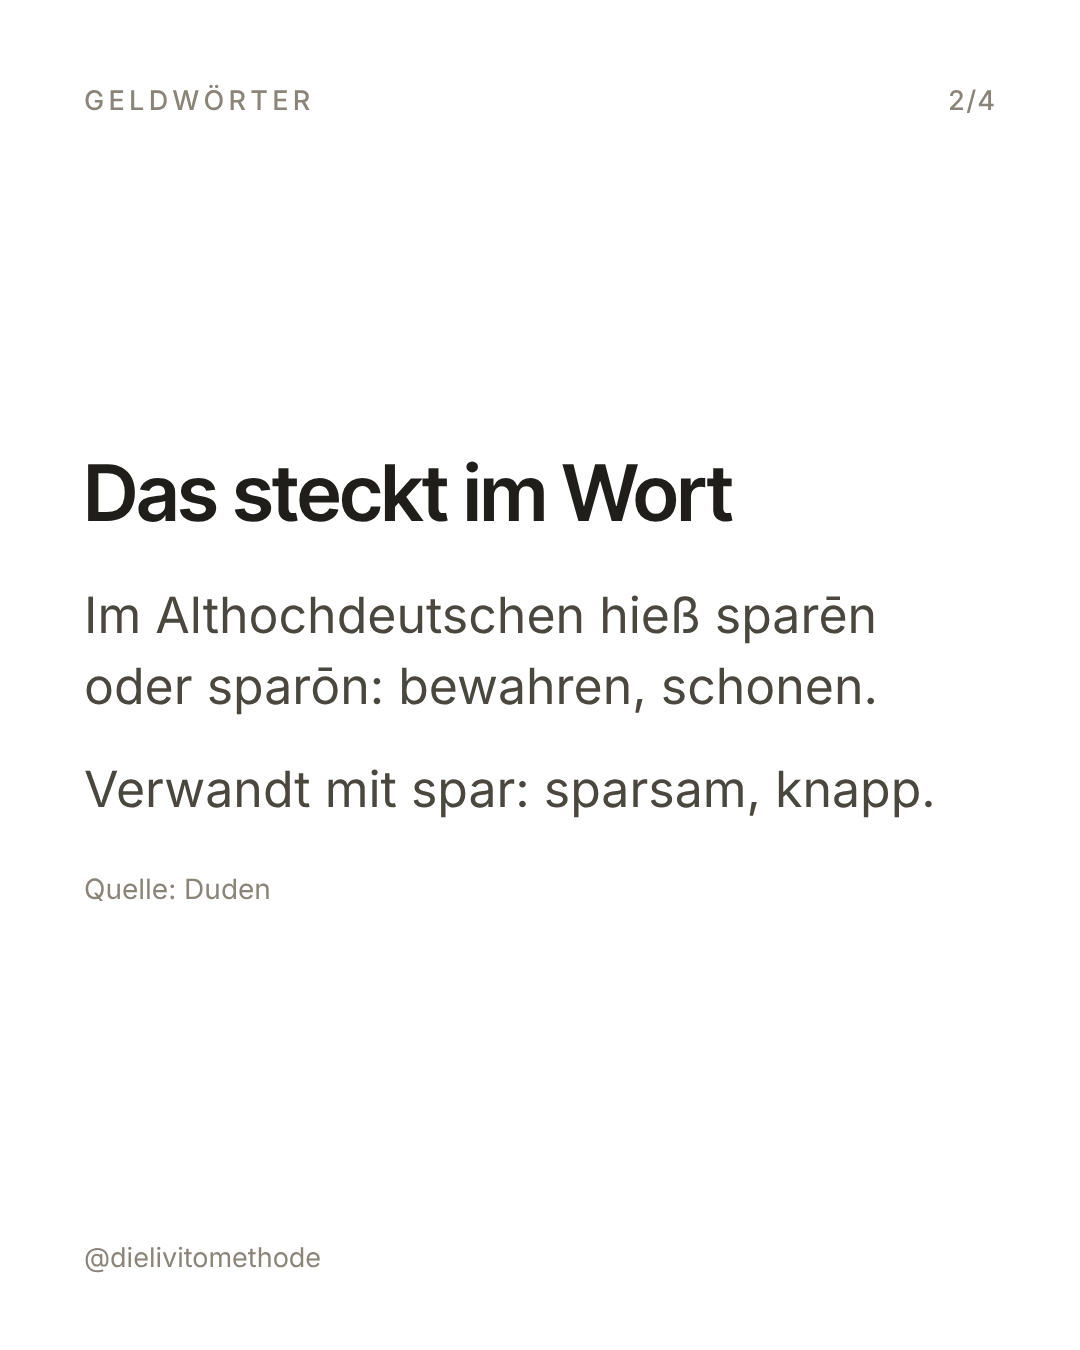 GELDWÖRTER
2/4
Das steckt im Wort
Im Althochdeutschen hieß sparēn
oder sparōn: bewahren, schonen.
Verwandt mit spar: sparsam, knapp.
Quelle: Duden
@dielivitomethode